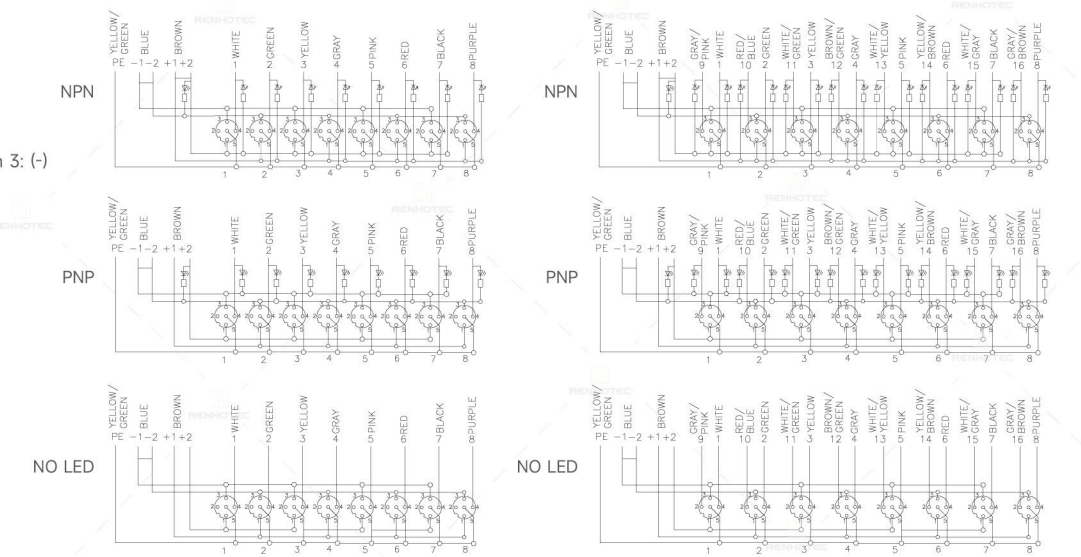 NPN
YELLOW/
GREEN
BLUE
BROWN
WHITE
GREEN
YELLOW
GRAY
PINK
RED
BLACK
PURPLE
PE -1-2 +1+2 1 2 3 4 5 6 7 8
1 2 3 4 5 6 7 8
n 3: (-)
NPN
YELLOW/
GREEN
BLUE
BROWN
GRAY/
PINK
WHITE
RED/
BLUE
GREEN
WHITE/
GREEN
YELLOW
BROWN/
GREEN
GRAY
WHITE/
YELLOW
PINK
YELLOW/
BROWN
RED
WHITE/
GRAY
BLACK
GRAY/
BROWN
PURPLE
PE -1-2 +1+2 9 1 10 2 11 3 12 4 13 5 14 6 15 7 16 8
1 2 3 4 5 6 7 8
PNP
YELLOW/
GREEN
BLUE
BROWN
WHITE
GREEN
YELLOW
GRAY
PINK
RED
BLACK
PURPLE
PE -1-2 +1+2 1 2 3 4 5 6 7 8
1 2 3 4 5 6 7 8
PNP
YELLOW/
GREEN
BLUE
BROWN
GRAY/
PINK
WHITE
RED/
BLUE
GREEN
WHITE/
GREEN
YELLOW
BROWN/
GREEN
GRAY
WHITE/
YELLOW
PINK
YELLOW/
BROWN
RED
WHITE/
GRAY
BLACK
GRAY/
BROWN
PURPLE
PE -1-2 +1+2 9 1 10 2 11 3 12 4 13 5 14 6 15 7 16 8
1 2 3 4 5 6 7 8
NO LED
YELLOW/
GREEN
BLUE
BROWN
WHITE
GREEN
YELLOW
GRAY
PINK
RED
BLACK
PURPLE
PE -1-2 +1+2 1 2 3 4 5 6 7 8
1 2 3 4 5 6 7 8
NO LED
YELLOW/
GREEN
BLUE
BROWN
GRAY/
PINK
WHITE
RED/
BLUE
GREEN
WHITE/
GREEN
YELLOW
BROWN/
GREEN
GRAY
WHITE/
YELLOW
PINK
YELLOW/
BROWN
RED
WHITE/
GRAY
BLACK
GRAY/
BROWN
PURPLE
PE -1-2 +1+2 9 1 10 2 11 3 12 4 13 5 14 6 15 7 16 8
1 2 3 4 5 6 7 8
RENHOTEC